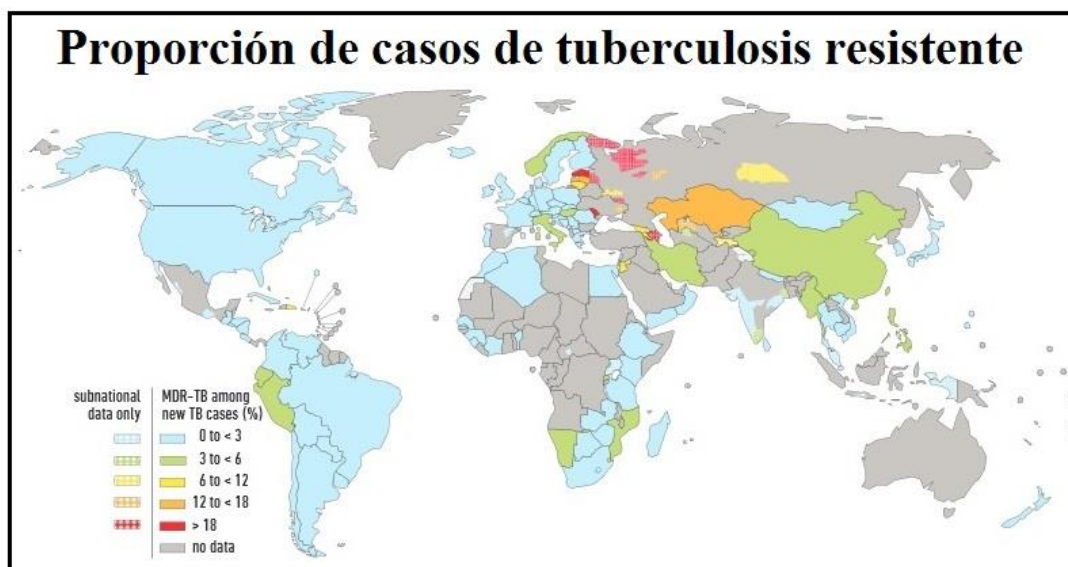 Proporción de casos de tuberculosis resistente
subnational
data only
MDR-TB among
new TB cases (%)
0 to < 3
3 to < 6
6 to < 12
12 to < 18
> 18
no data